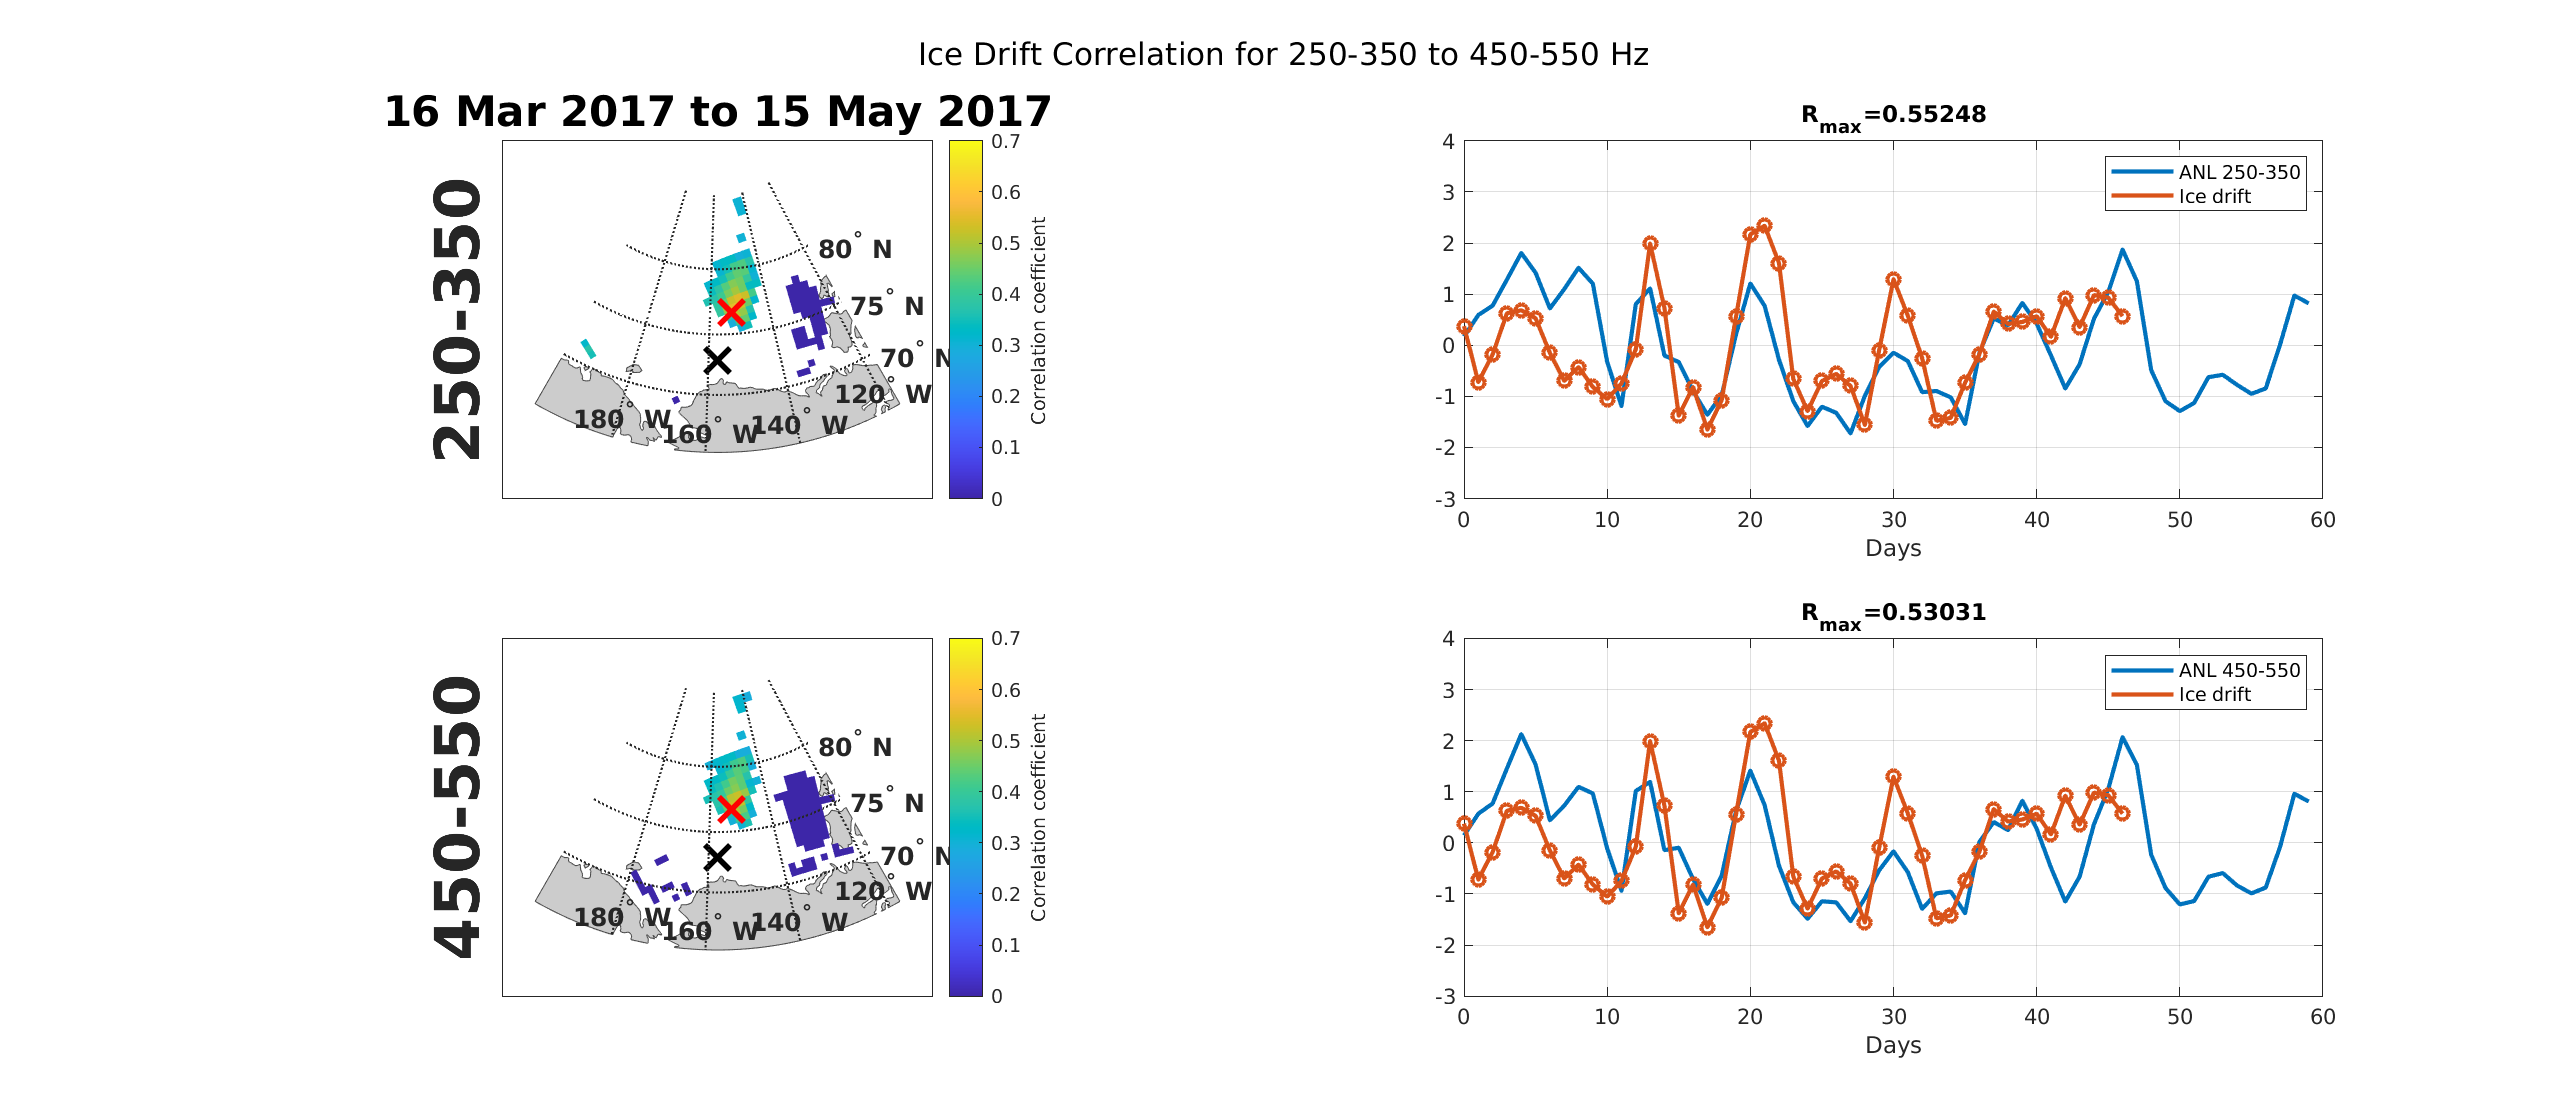 Ice Drift Correlation for 250-350 to 450-550 Hz
16 Mar 2017 to 15 May 2017
250-350
80° N
75° N
70° N
120° W
180° W
160° W
140° W
0.7
0.6
0.5
0.4
0.3
0.2
0.1
0
Correlation coefficient
Rmax=0.55248
ANL 250-350
Ice drift
4
3
2
1
0
-1
-2
-3
0 10 20 30 40 50 60
Days
450-550
80° N
75° N
70° N
120° W
180° W
160° W
140° W
0.7
0.6
0.5
0.4
0.3
0.2
0.1
0
Correlation coefficient
Rmax=0.53031
ANL 450-550
Ice drift
4
3
2
1
0
-1
-2
-3
0 10 20 30 40 50 60
Days